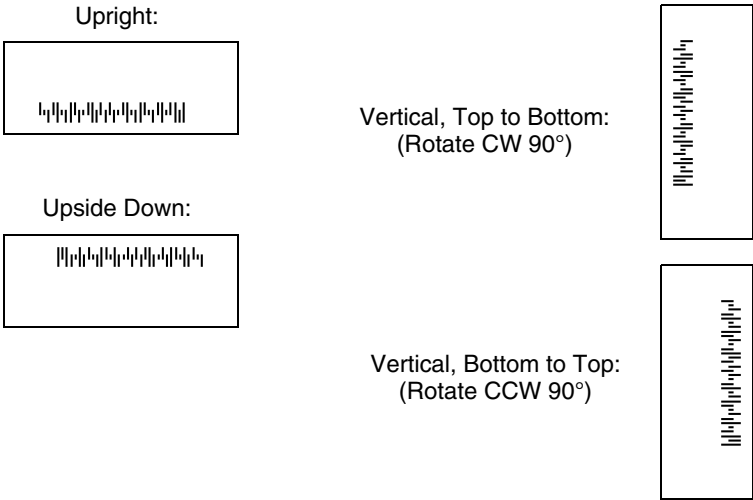 Upright:
Vertical, Top to Bottom:
(Rotate CW 90°)
Upside Down:
Vertical, Bottom to Top:
(Rotate CCW 90°)